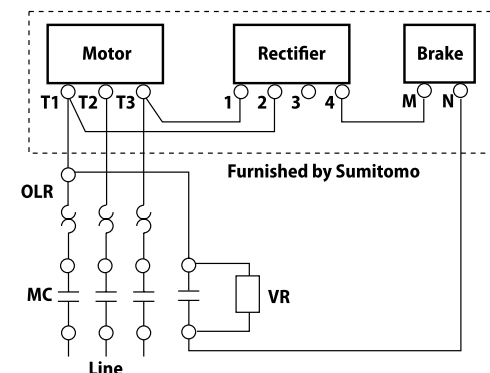 Motor Rectifier Brake
T1 T2 T3 1 2 3 4 M N
Furnished by Sumitomo
OLR
MC VR
Line